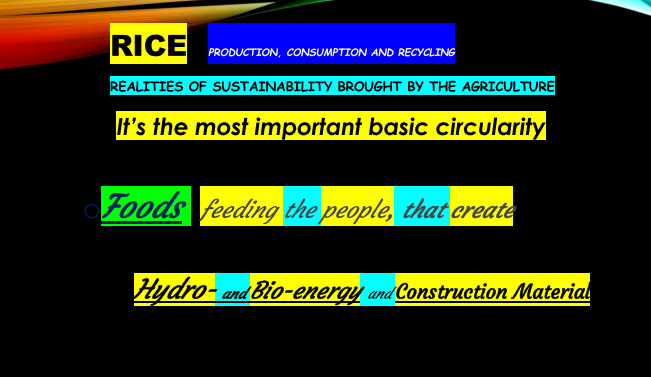 RICE PRODUCTION, CONSUMPTION AND RECYCLING
REALITIES OF SUSTAINABILITY BROUGHT BY THE AGRICULTURE
It's the most important basic circularity
Foods feeding the people, that create
Hydro- and Bio-energy and Construction Material